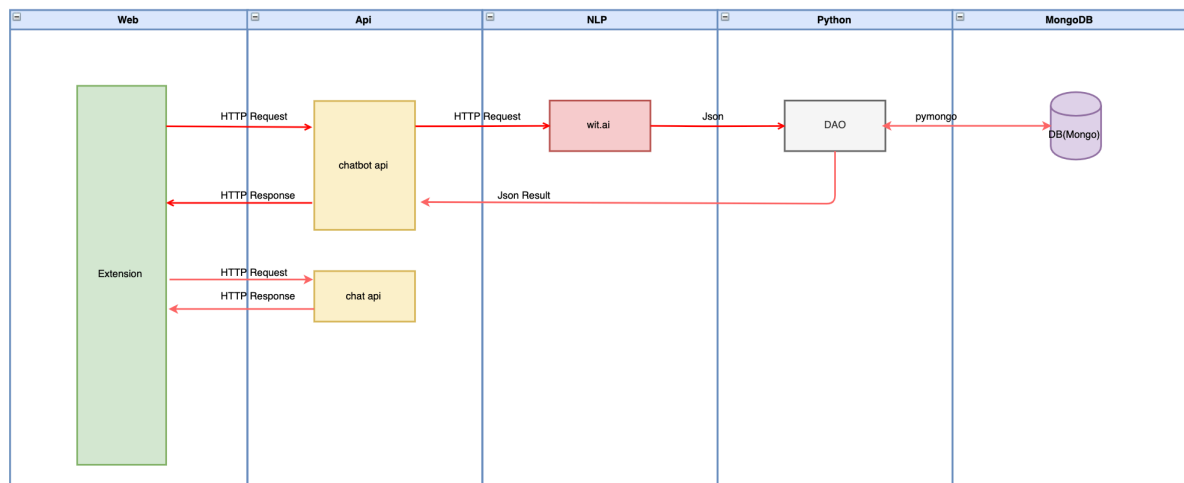 Web
Api
NLP
Python
MongoDB
HTTP Request
HTTP Request
Json
pymongo
wit.ai
DAO
DB(Mongo)
chatbot api
HTTP Response
Json Result
Extension
HTTP Request
chat api
HTTP Response